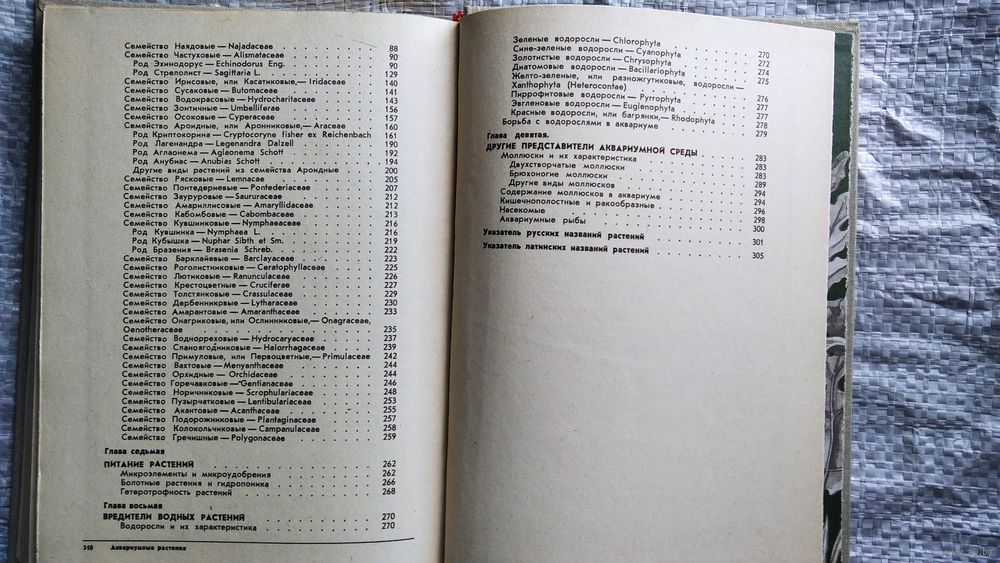 Семейство Наядовые — Najadaceae 88
Семейство Частуховые — Alismataceae 90
Род Эхинодорус — Echinodorus Eng. 90
Род Стрелолист — Sagittaria L. 129
Семейство Ирисовые, или Касатиковые,— Iridaceae 140
Семейство Сусаковые — Butomaceae 141
Семейство Водокрасовые — Hydrocharitaceae 143
Семейство Зонтичные — Umbelliferae 156
Семейство Осоковые — Cyperaceae 157
Семейство Ароидные, или Аронниковые,— Araceae 160
Род Криптокорина — Cryptocoryne fisher ex Reichenbach 161
Род Лагенандра — Legenandra Dalzell 190
Род Аглаонема — Aglaonema Schott 192
Род Анубиас — Anubias Schott 194
Другие виды растений из семейства Ароидные 200
Семейство Рясковые — Lemnacae 205
Семейство Понтедериевые — Pontederiaceae 207
Семейство Зауруровые — Saururaceae 212
Семейство Амариллисовые — Amaryllidaceae 212
Семейство Кабомбовые — Cabombaceae 213
Семейство Кувшинковые — Nymphaeaceae 216
Род Кувшинка — Nymphaea L. 216
Род Кубышка — Nuphar Sibth et Sm. 219
Род Бразения — Brasenia Schreb. 222
Семейство Барклайевые — Barclayaceae 223
Семейство Роголистниковые — Ceratophyllaceae 225
Семейство Лютиковые — Ranunculaceae 226
Семейство Крестоцветные — Cruciferae 227
Семейство Толстянковые — Crassulaceae 229
Семейство Дербенниковые — Lytharaceae 230
Семейство Амарантовые — Amaranthaceae 233
Семейство Онагриковые, или Ослинниковые,— Onagraceae,
Oenotheraceae 235
Семейство Водноорреховые — Hydrocaryaceae 237
Семейство Сланоягодниковые — Halorrhagaceae 239
Семейство Примуловые, или Первоцветные,— Primulaceae 242
Семейство Вахтовые — Menyanthaceae 244
Семейство Орхидные — Orchidaceae 244
Семейство Горечавковые — Gentianaceae 246
Семейство Норичниковые — Scrophulariaceae 248
Семейство Пузырчатковые — Lentibulariaceae 253
Семейство Акантовые — Acanthaceae 255
Семейство Подорожниковые — Plantaginaceae 257
Семейство Колокольчиковые — Campanulaceae 258
Семейство Гречишные — Polygonaceae 259
Глава седьмая
ПИТАНИЕ РАСТЕНИЙ 262
Микроэлементы и микроудобрения 262
Болотные растения и гидропоника 266
Гетеротрофность растений 268
Глава восьмая
ВРЕДИТЕЛИ ВОДНЫХ РАСТЕНИЙ 270
Водоросли и их характеристика 270
310 Аквариумные растения
Зеленые водоросли — Chlorophyta 270
Сине-зеленые водоросли — Cyanophyta 272
Золотистые водоросли — Chrysophyta 274
Диатомовые водоросли — Bacillariophyta 275
Желто-зеленые, или разножгутиковые, водоросли —
Xanthophyta (Heterocontae) 276
Пиррофитовые водоросли — Pyrrophyta 277
Эвгленовые водоросли — Euglenophyta 277
Красные водоросли, или багрянки,— Rhodophyta 278
Борьба с водорослями в аквариуме 279
Глава девятая.
ДРУГИЕ ПРЕДСТАВИТЕЛИ АКВАРИУМНОЙ СРЕДЫ 283
Моллюски и их характеристика 283
Двухстворчатые моллюски 283
Брюхоногие моллюски 289
Другие виды моллюсков 294
Содержание моллюсков в аквариуме 294
Кишечнополостные и ракообразные 296
Насекомые 298
Аквариумные рыбы 300
Указатель русских названий растений 301
Указатель латинских названий растений 305